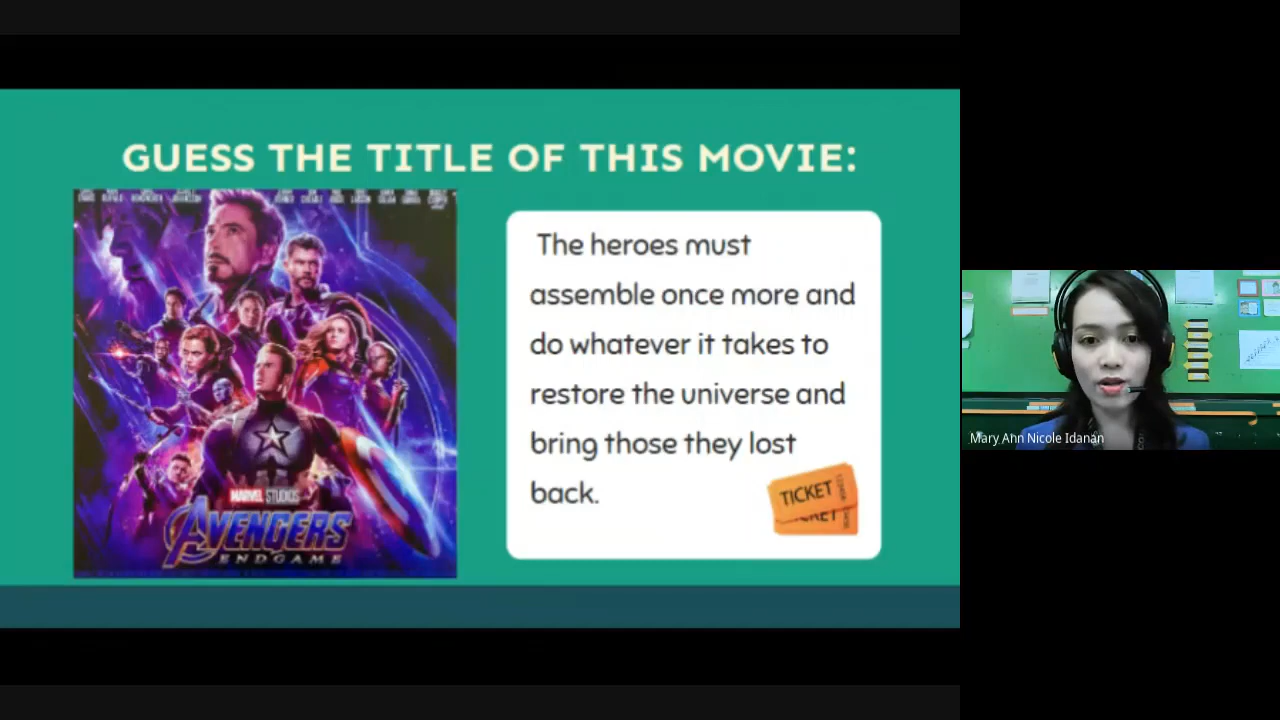 GUESS THE TITLE OF THIS MOVIE:
MARVEL STUDIOS
AVENGERS
ENDGAME
The heroes must
assemble once more and
do whatever it takes to
restore the universe and
bring those they lost
back.
TICKET
Mary Ahn Nicole Idanan